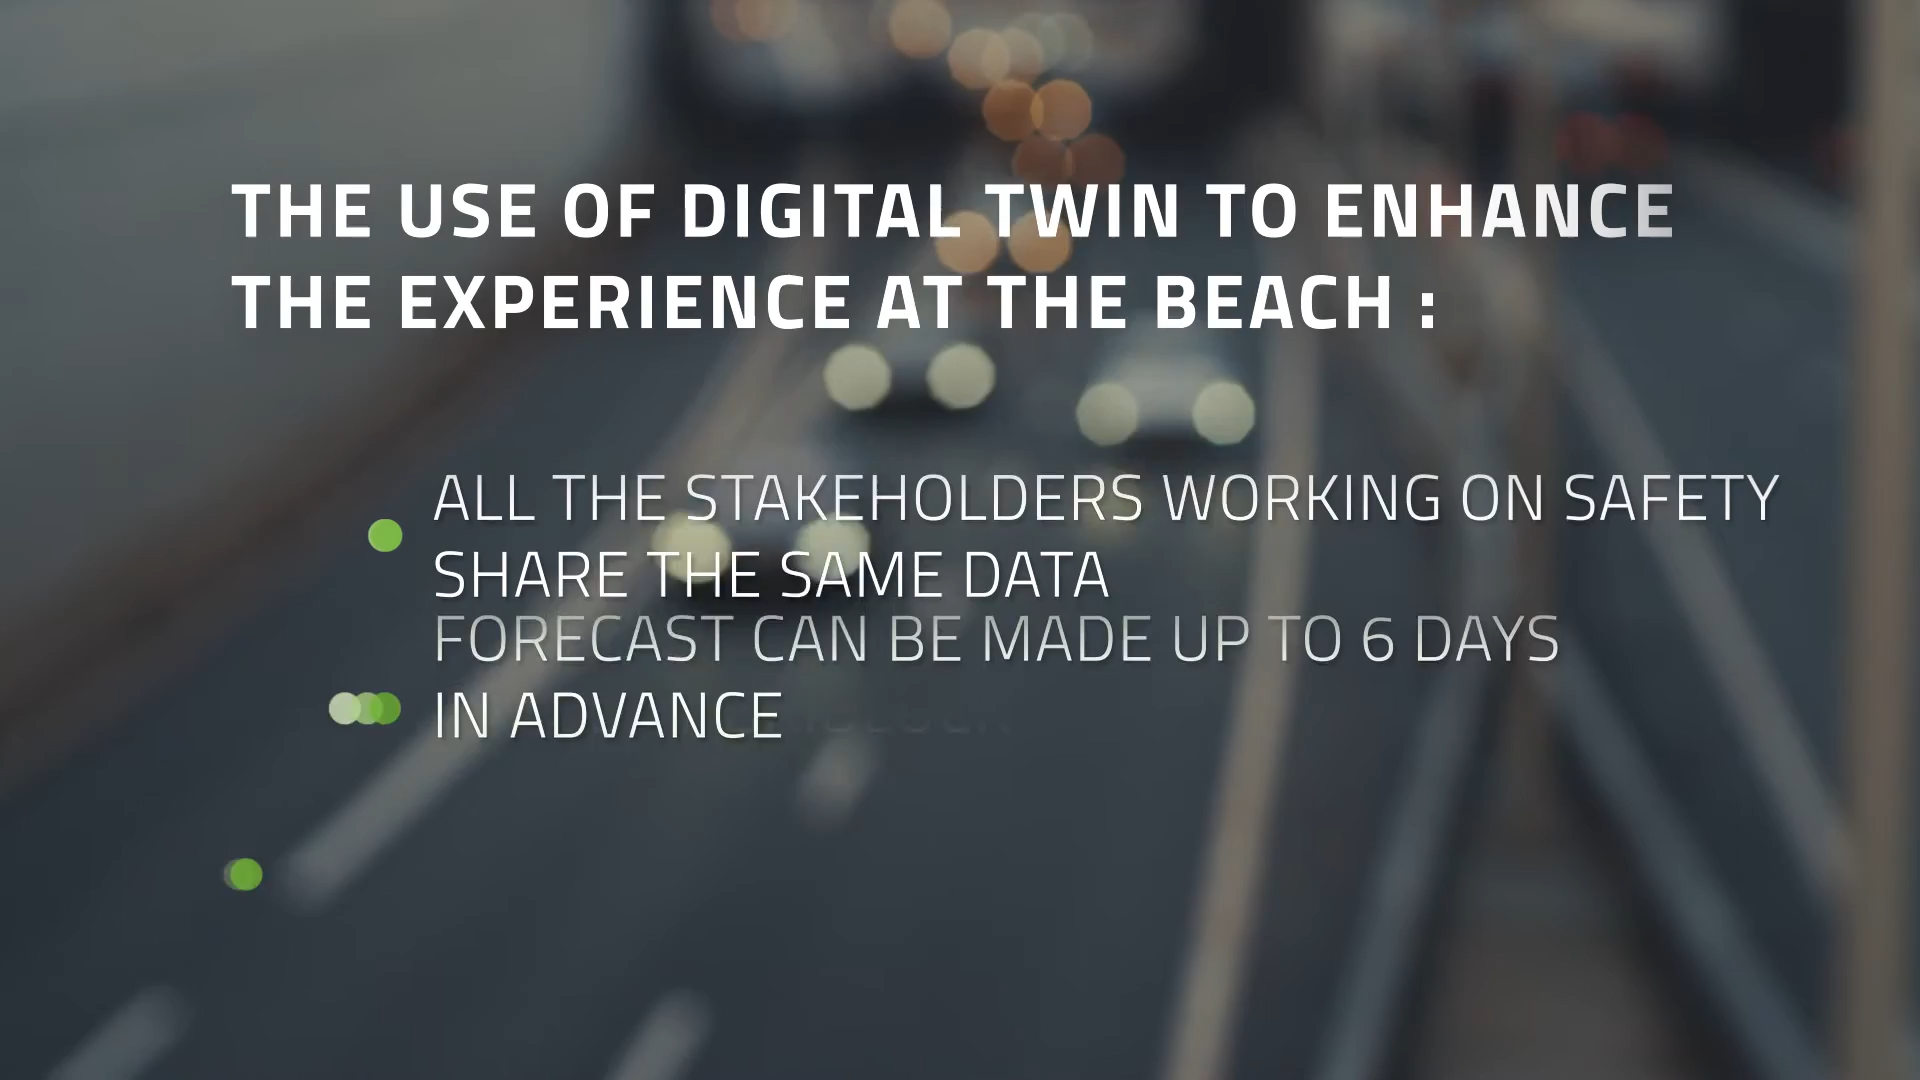 THE USE OF DIGITAL TWIN TO ENHANCE
THE EXPERIENCE AT THE BEACH :
ALL THE STAKEHOLDERS WORKING ON SAFETY
SHARE THE SAME DATA
FORECAST CAN BE MADE UP TO 6 DAYS
IN ADVANCE